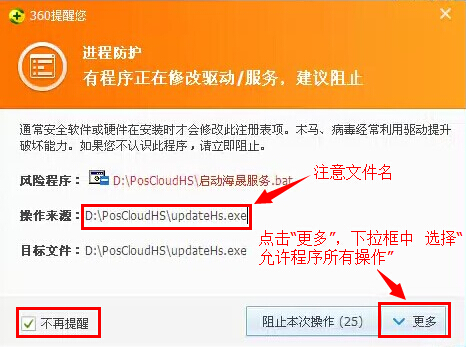 360提醒您
进程防护
有程序正在修改驱动/服务，建议阻止
通常安全软件或硬件在安装时才会修改此注册表项。木马、病毒经常利用驱动提升
破坏能力。如果您不认识此程序，请立即阻止。
注意文件名
风险程序： D:\PosCloudHS\启动海晟服务.bat
操作来源： D:\PosCloudHS\updateHs.exe
点击“更多”，下拉框中 选择“
允许程序所有操作”
目标文件： D:\PosCloudHS\updateHs.exe
不再提醒
阻止本次操作 (25)
更多